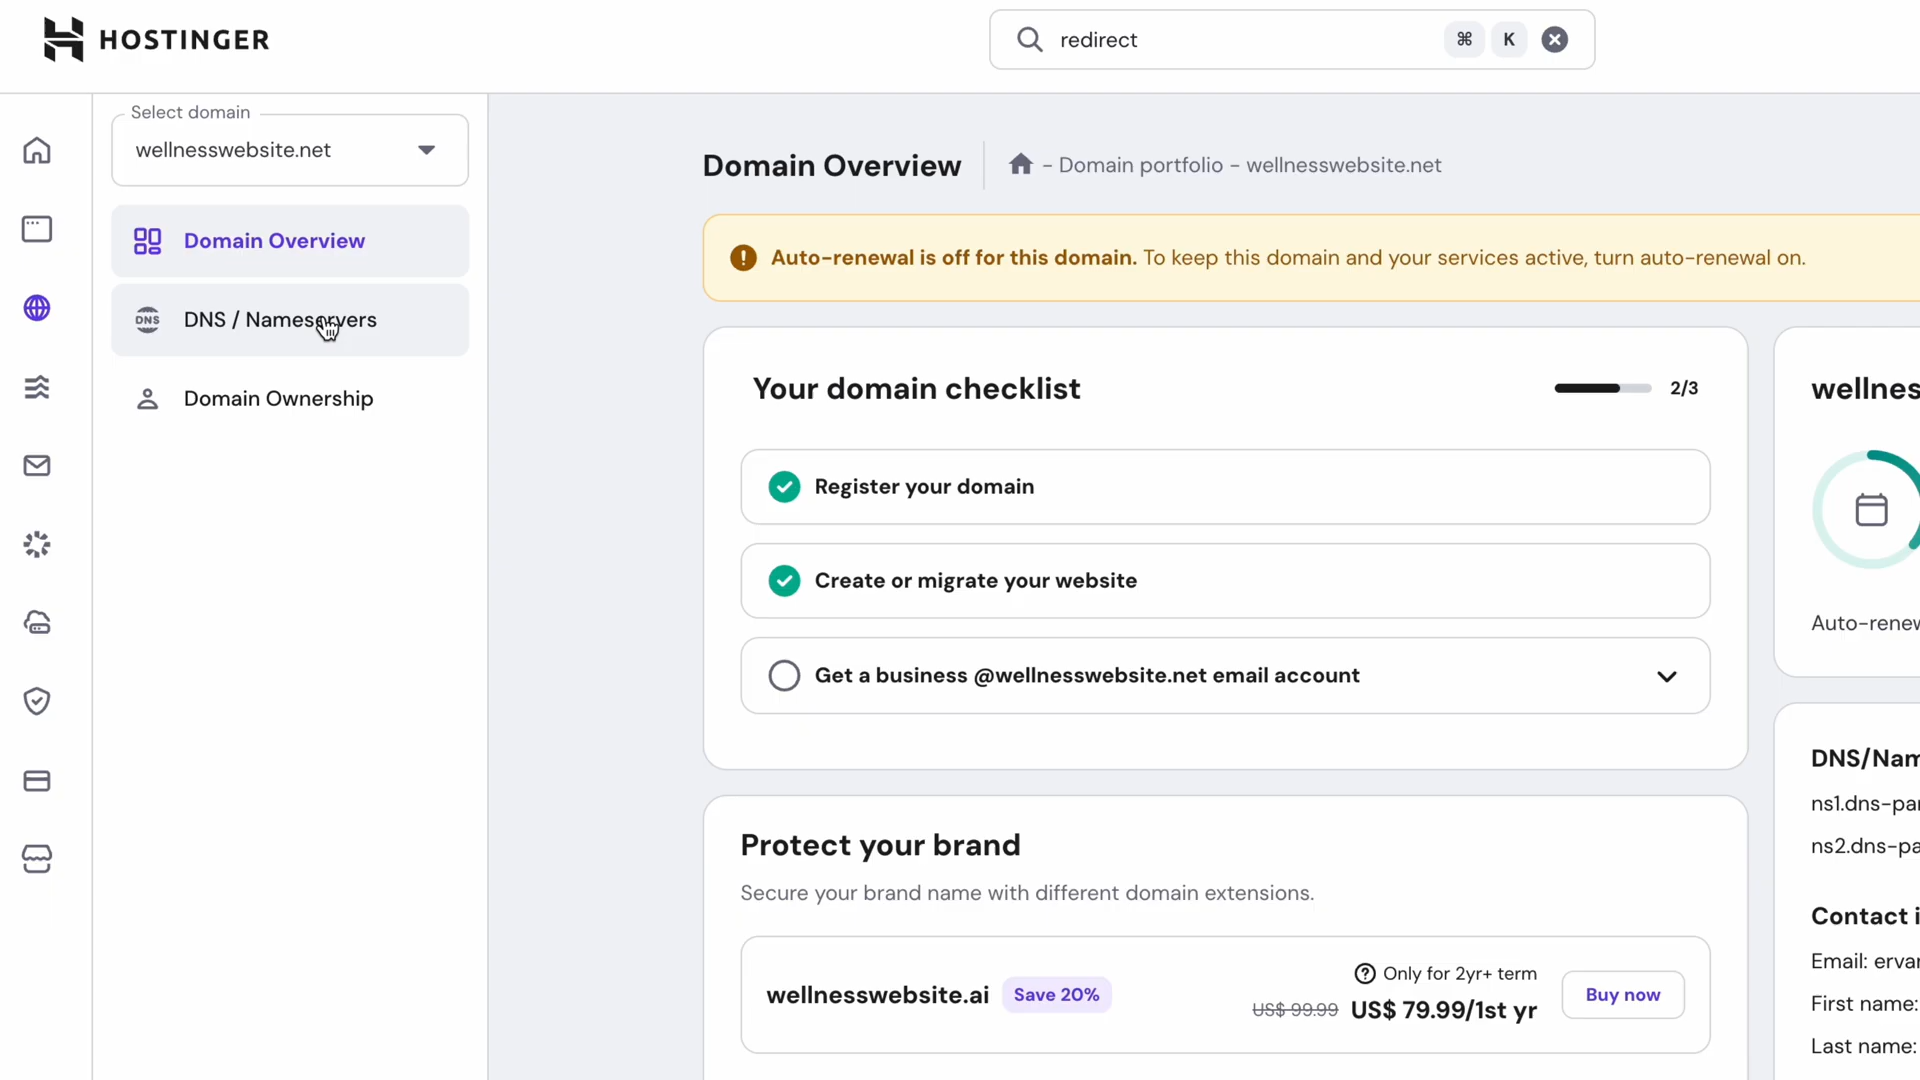 HOSTINGER
redirect
⌘ K
Select domain
wellnesswebsite.net
Domain Overview
DNS DNS / Nameservers
Domain Ownership
Domain Overview
– Domain portfolio – wellnesswebsite.net
Auto-renewal is off for this domain. To keep this domain and your services active, turn auto-renewal on.
Your domain checklist
2/3
Register your domain
Create or migrate your website
Get a business @wellnesswebsite.net email account
Protect your brand
Secure your brand name with different domain extensions.
wellnesswebsite.ai
Save 20%
Only for 2yr+ term
US$ 99.99 US$ 79.99/1st yr
Buy now
wellnes
Auto-renew
DNS/Nam
ns1.dns-par
ns2.dns-pa
Contact i
Email: ervar
First name:
Last name: